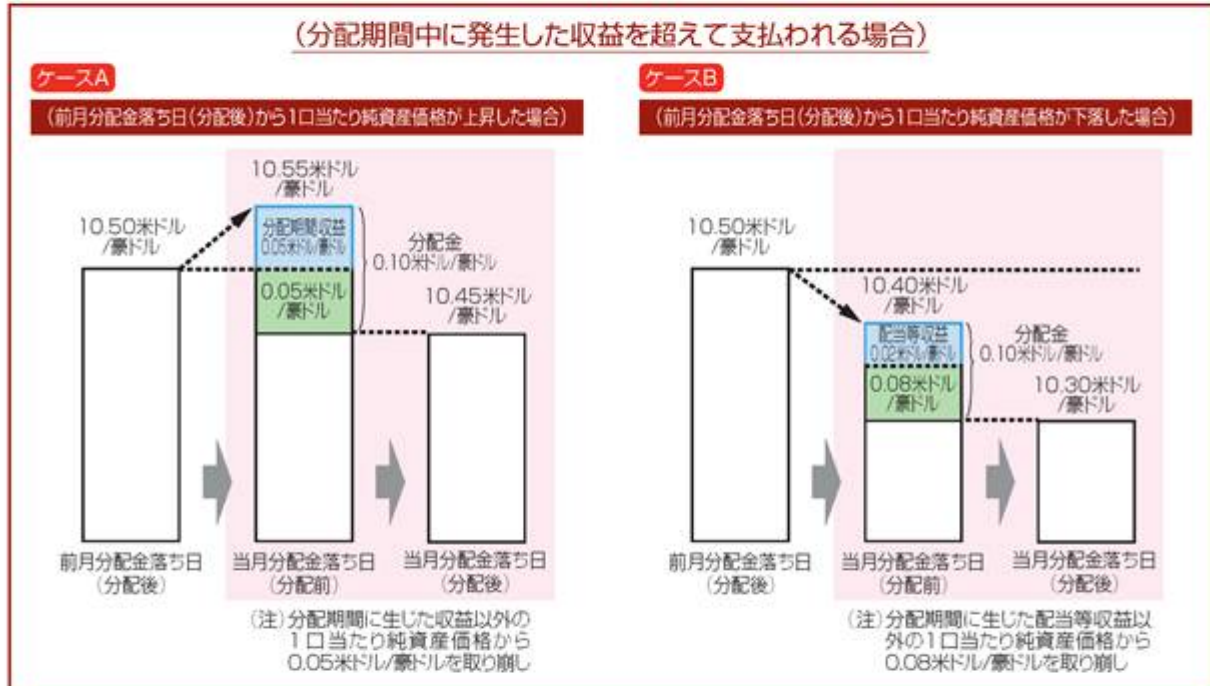 （分配期間中に発生した収益を超えて支払われる場合）
ケースA
（前月分配金落ち日（分配後）から1口当たり純資産価格が上昇した場合）
10.50米ドル
/豪ドル
10.55米ドル
/豪ドル
分配期間収益
0.05米ドル/豪ドル
0.05米ドル
/豪ドル
分配金
0.10米ドル/豪ドル
10.45米ドル
/豪ドル
前月分配金落ち日
（分配後）
当月分配金落ち日
（分配前）
当月分配金落ち日
（分配後）
（注）分配期間に生じた収益以外の
1口当たり純資産価格から
0.05米ドル/豪ドルを取り崩し
ケースB
（前月分配金落ち日（分配後）から1口当たり純資産価格が下落した場合）
10.50米ドル
/豪ドル
10.40米ドル
/豪ドル
配当等収益
0.02米ドル/豪ドル
0.08米ドル
/豪ドル
分配金
0.10米ドル/豪ドル
10.30米ドル
/豪ドル
前月分配金落ち日
（分配後）
当月分配金落ち日
（分配前）
当月分配金落ち日
（分配後）
（注）分配期間に生じた配当等収益以
外の1口当たり純資産価格から
0.08米ドル/豪ドルを取り崩し